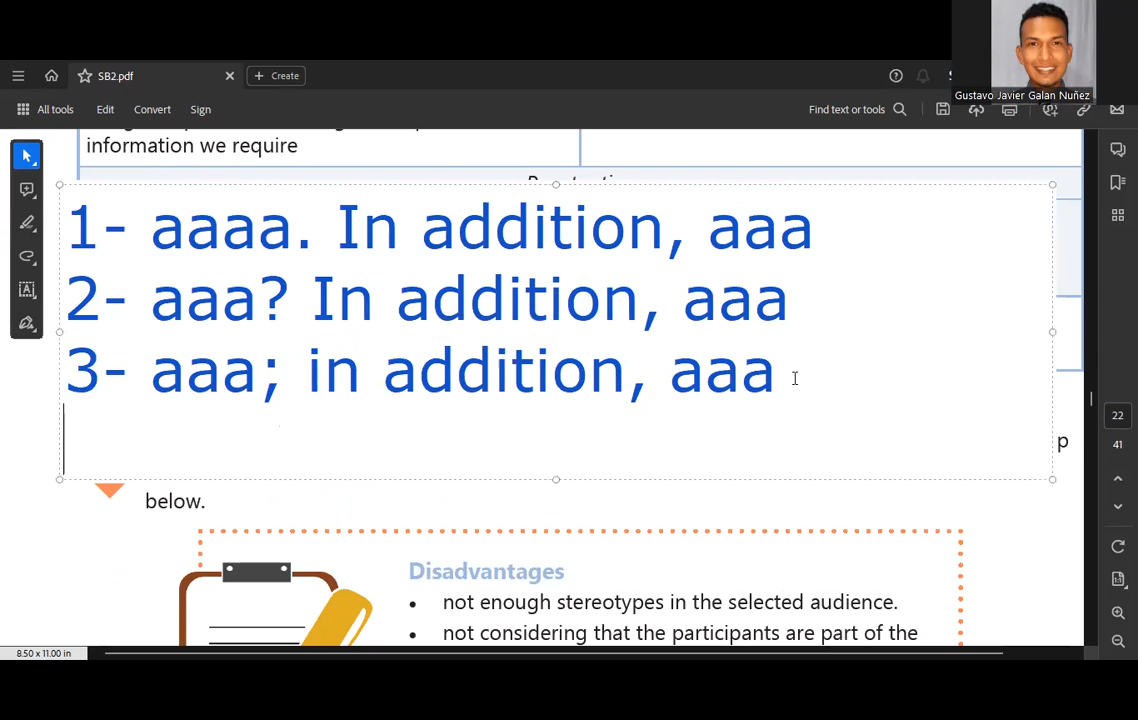 Gustavo Javier Galan Nuñez
SB2.pdf
Create
All tools
Edit
Convert
Sign
Find text or tools
information we require
1- aaaa. In addition, aaa
2- aaa? In addition, aaa
3- aaa; in addition, aaa
22
41
p
below.
Disadvantages
• not enough stereotypes in the selected audience.
• not considering that the participants are part of the
8.50 x 11.00 in